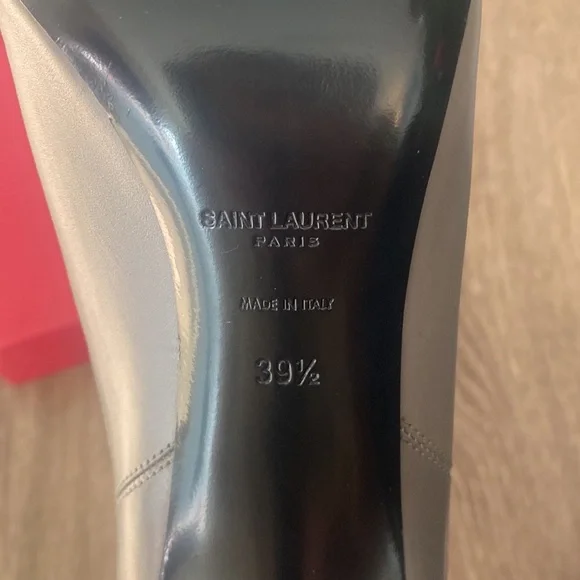 SAINT LAURENT
PARIS
MADE IN ITALY
39½